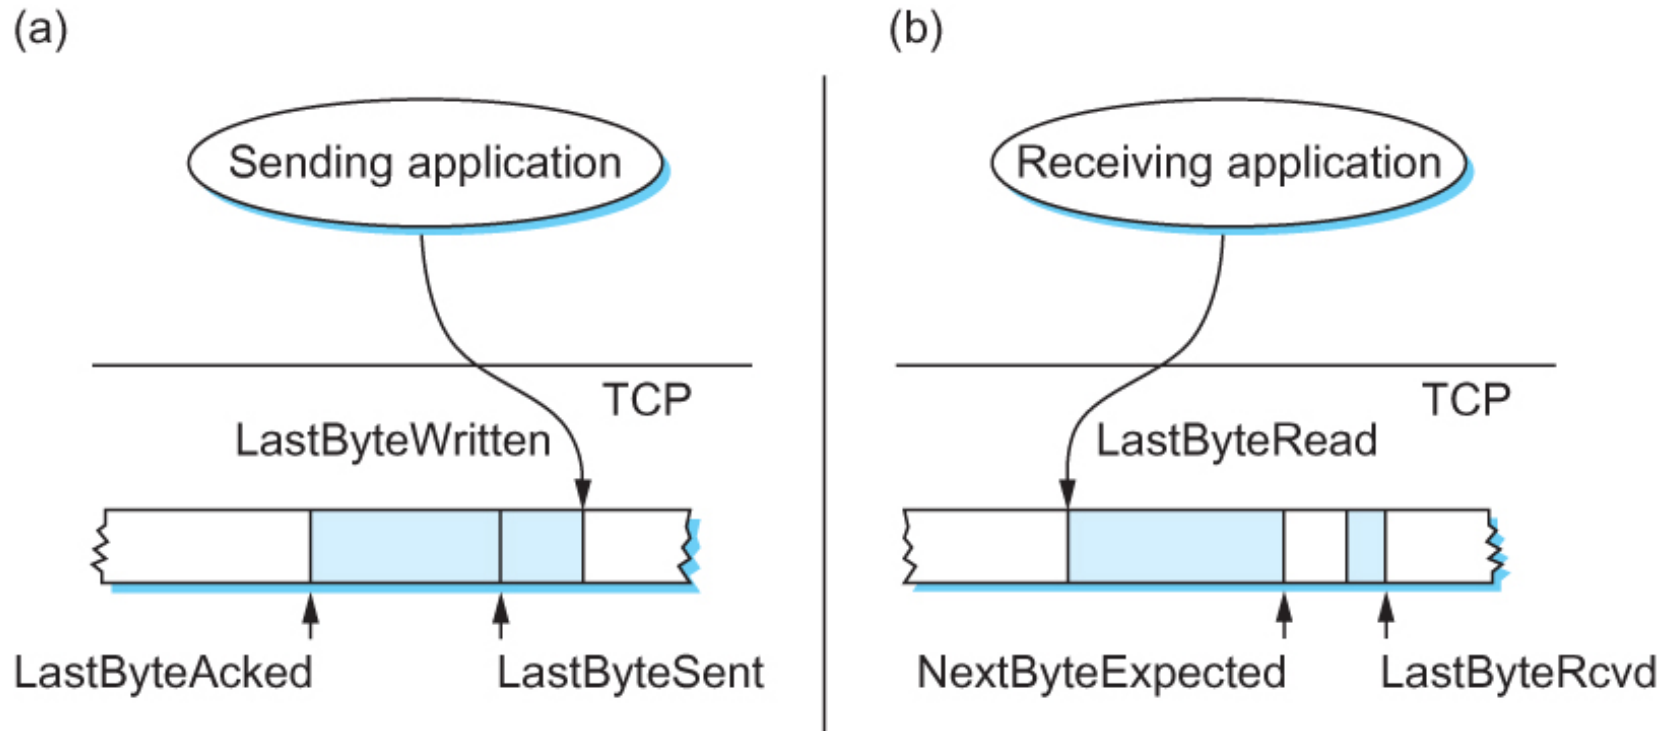 (a)
Sending application
TCP
LastByteWritten
LastByteAcked
LastByteSent
(b)
Receiving application
TCP
LastByteRead
NextByteExpected
LastByteRcvd